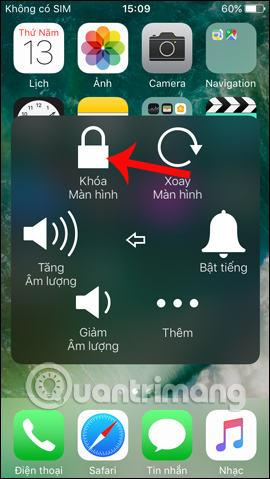 Không có SIM 15:09 60%
Thứ Năm
13
Lịch Ảnh Camera Navigation
Khóa
Màn hình
Xoay
Màn hình
Tăng
Âm lượng
Bật tiếng
Giảm
Âm lượng
Thêm
Quantrimang
Điện thoại Safari Tin nhắn Nhạc